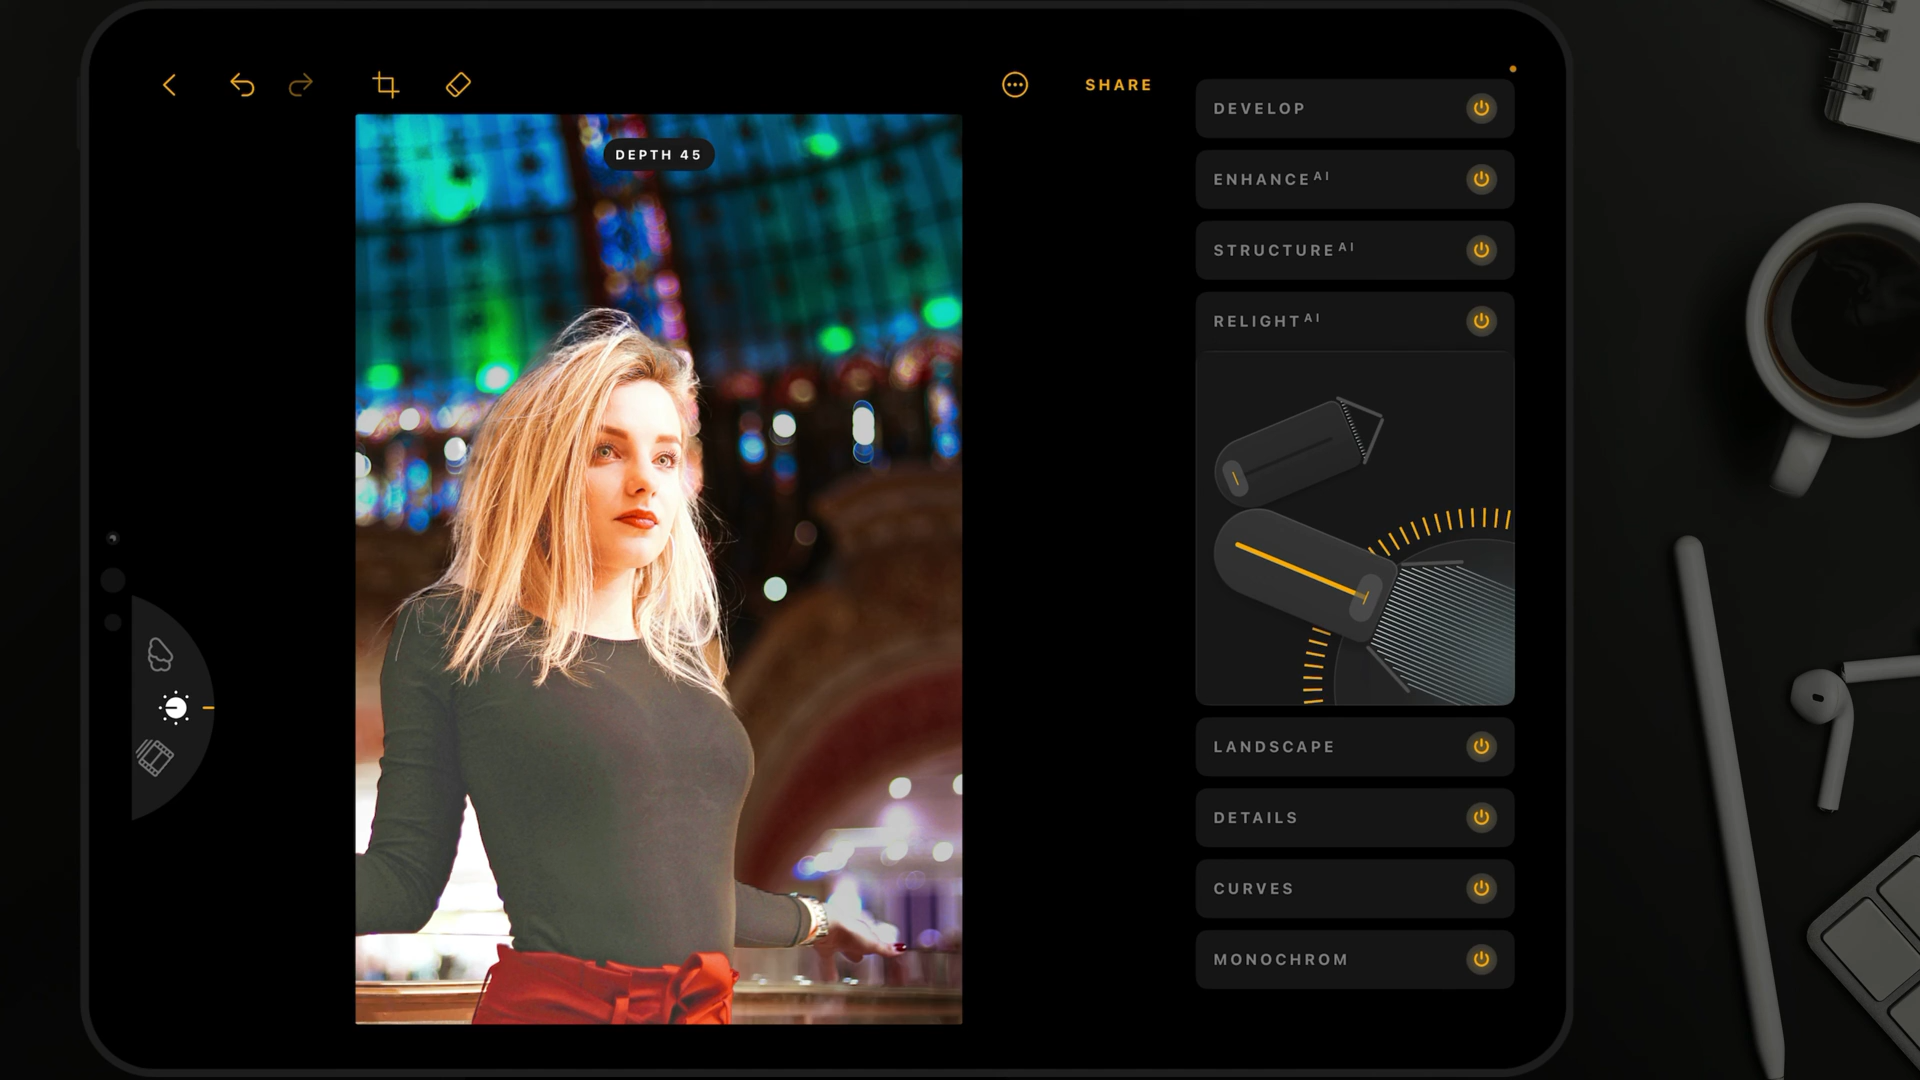 SHARE
DEPTH 45
DEVELOP
ENHANCE AI
STRUCTURE AI
RELIGHT AI
LANDSCAPE
DETAILS
CURVES
MONOCHROM